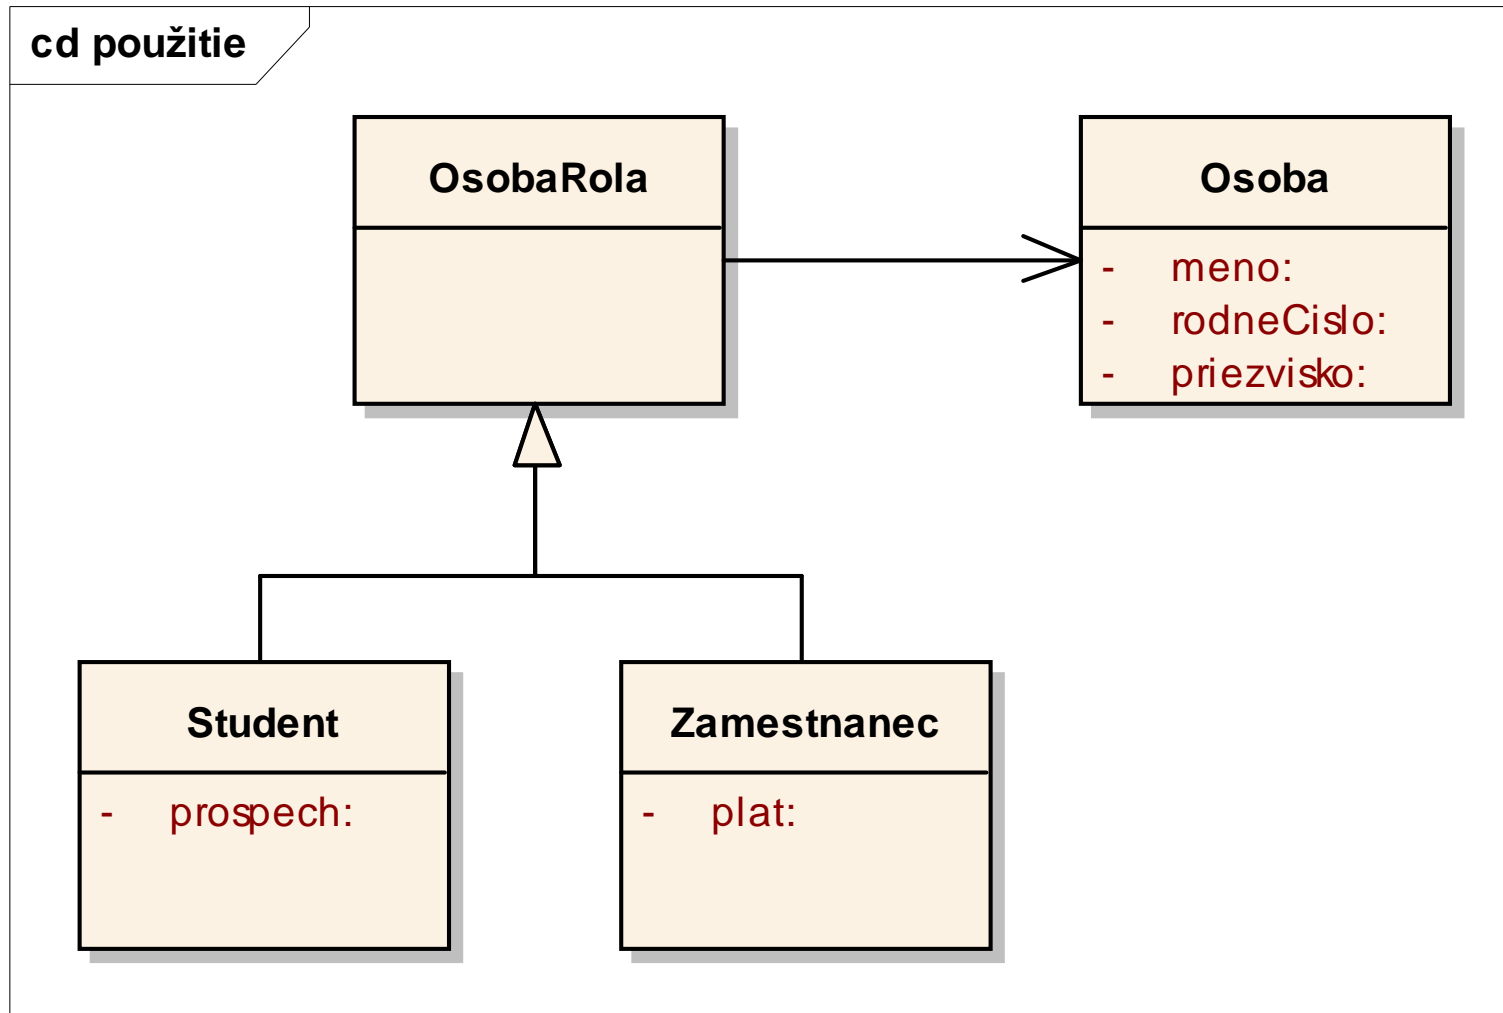 cd použitie
OsobaRola
Osoba
- meno:
- rodneCislo:
- priezvisko:
Student
- prospech:
Zamestnanec
- plat: